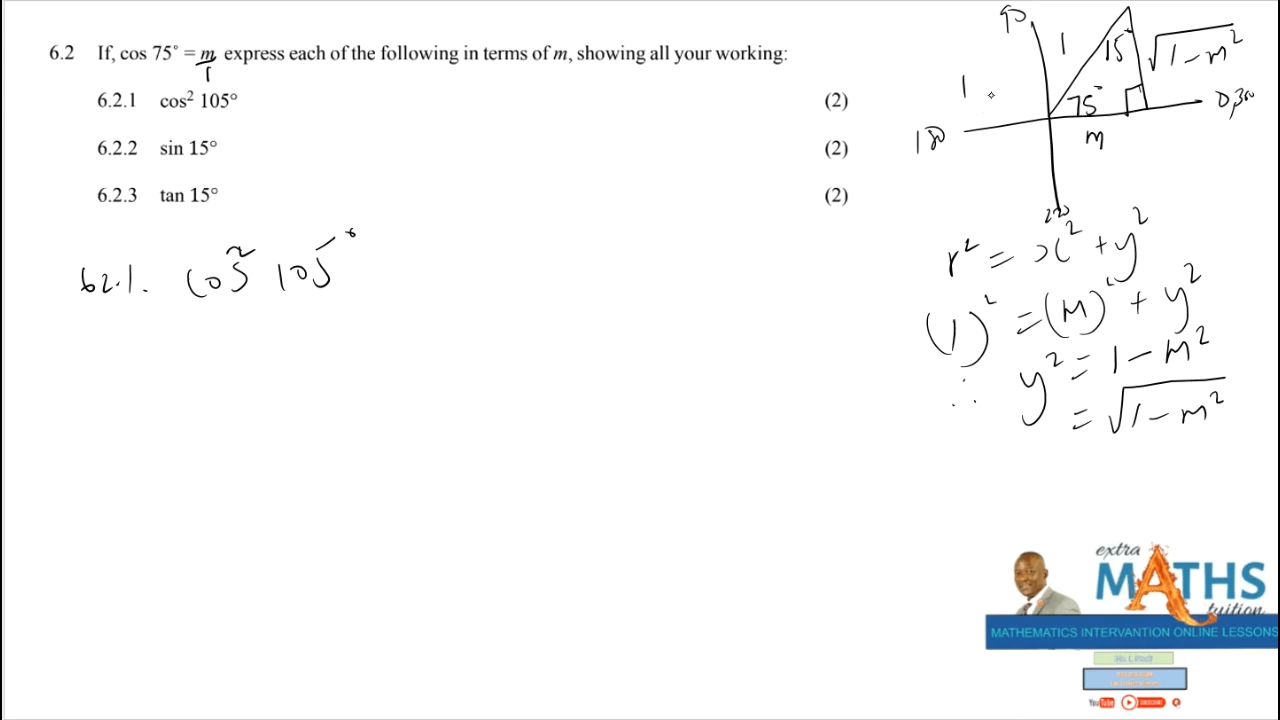 6.2 If, cos 75° = m, express each of the following in terms of m, showing all your working:
1
6.2.1 cos² 105° (2)
6.2.2 sin 15° (2)
6.2.3 tan 15° (2)
6.2.1. cos² 105°
90
1 15° √1-m²
1
75° 0,360
180 m
270
r² = x² + y²
(1)² = (m)² + y²
∴ y² = 1 - m²
= √1-m²
extra
MATHS
tuition
MATHEMATICS INTERVANTION ONLINE LESSONS
YouTube SUBSCRIBE